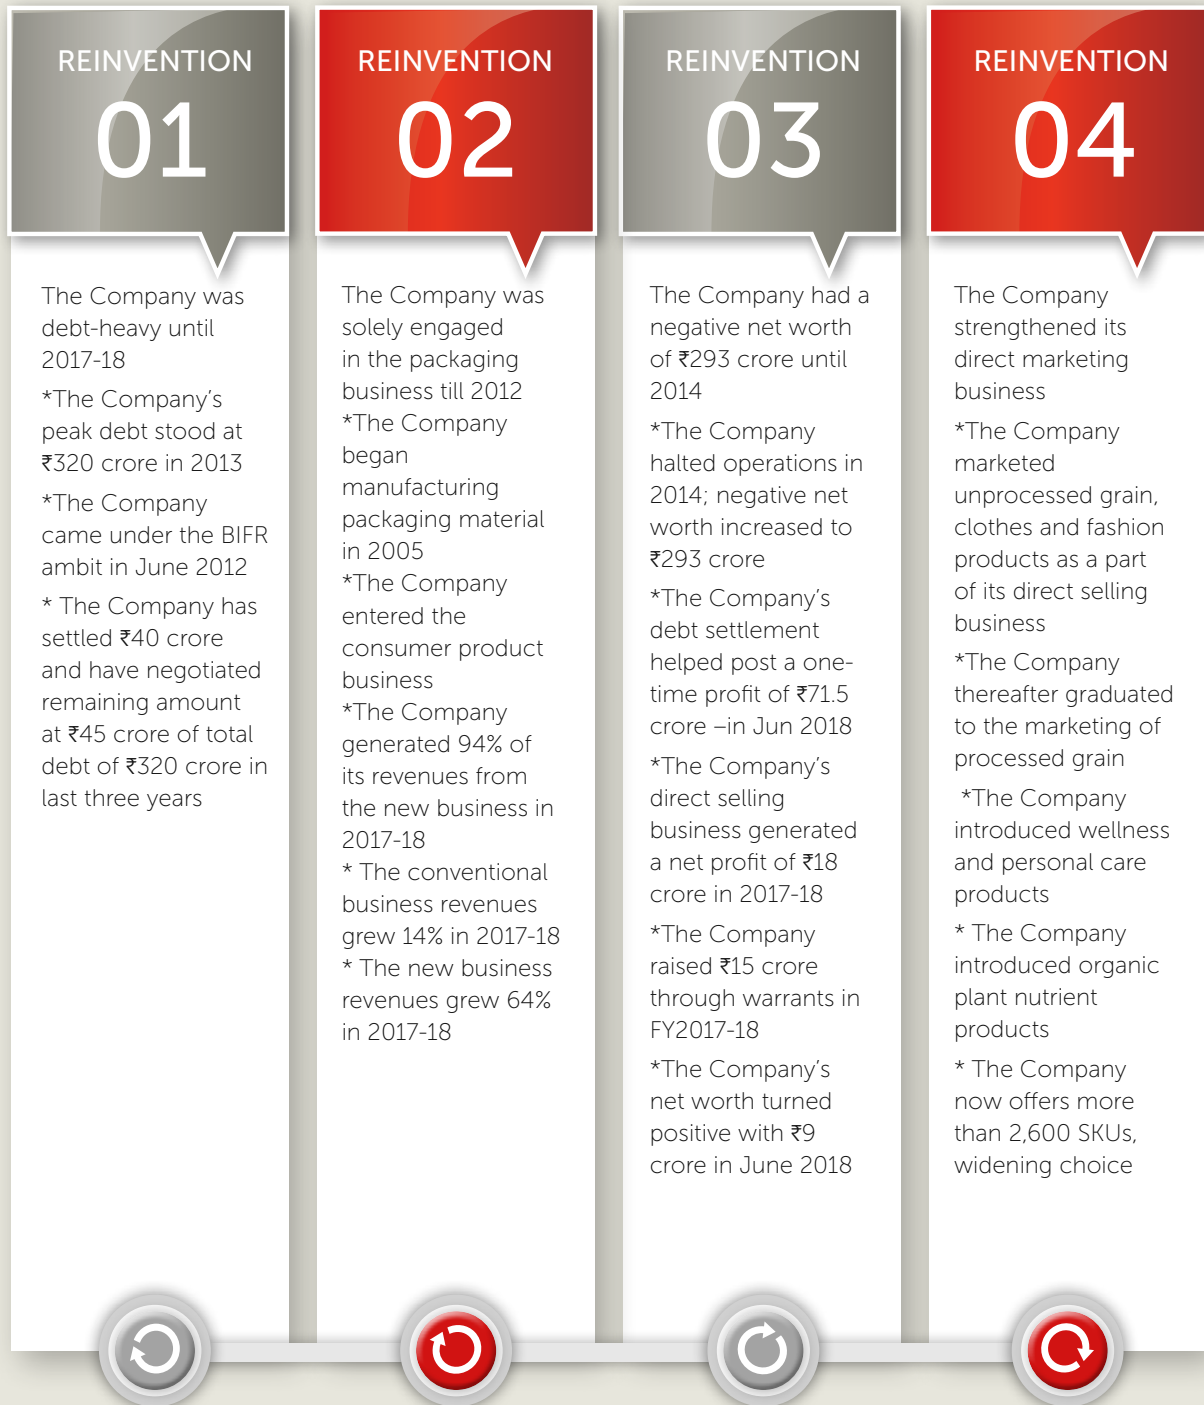 REINVENTION
01
The Company was
debt-heavy until
2017-18
*The Company's
peak debt stood at
₹320 crore in 2013
*The Company
came under the BIFR
ambit in June 2012
* The Company has
settled ₹40 crore
and have negotiated
remaining amount
at ₹45 crore of total
debt of ₹320 crore in
last three years
REINVENTION
02
The Company was
solely engaged
in the packaging
business till 2012
*The Company
began
manufacturing
packaging material
in 2005
*The Company
entered the
consumer product
business
*The Company
generated 94% of
its revenues from
the new business in
2017-18
* The conventional
business revenues
grew 14% in 2017-18
* The new business
revenues grew 64%
in 2017-18
REINVENTION
03
The Company had a
negative net worth
of ₹293 crore until
2014
*The Company
halted operations in
2014; negative net
worth increased to
₹293 crore
*The Company's
debt settlement
helped post a one-
time profit of ₹71.5
crore –in Jun 2018
*The Company's
direct selling
business generated
a net profit of ₹18
crore in 2017-18
*The Company
raised ₹15 crore
through warrants in
FY2017-18
*The Company's
net worth turned
positive with ₹9
crore in June 2018
REINVENTION
04
The Company
strengthened its
direct marketing
business
*The Company
marketed
unprocessed grain,
clothes and fashion
products as a part
of its direct selling
business
*The Company
thereafter graduated
to the marketing of
processed grain
*The Company
introduced wellness
and personal care
products
* The Company
introduced organic
plant nutrient
products
* The Company
now offers more
than 2,600 SKUs,
widening choice